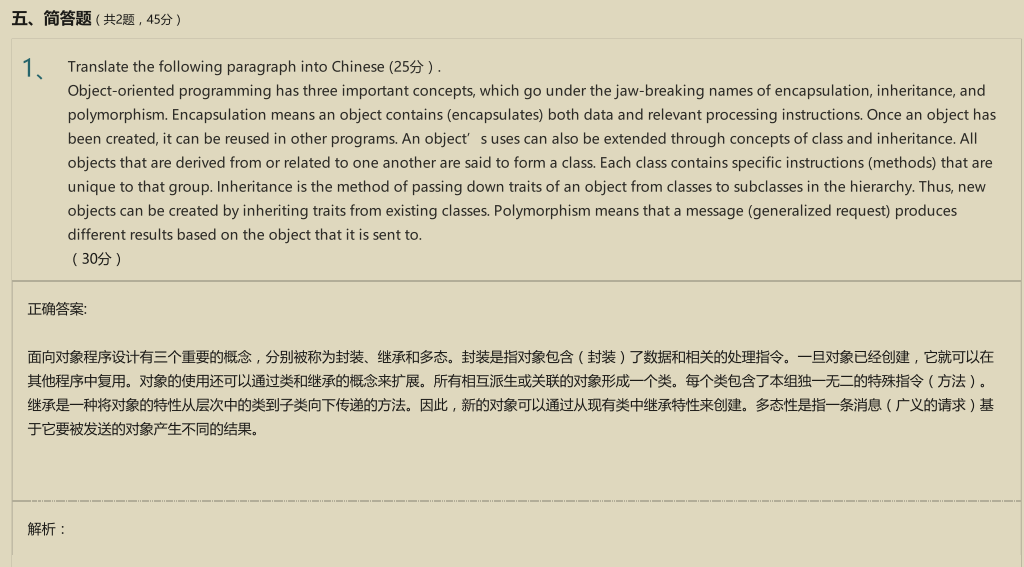 五、简答题（共2题，45分）
1、 Translate the following paragraph into Chinese (25分）.
Object-oriented programming has three important concepts, which go under the jaw-breaking names of encapsulation, inheritance, and
polymorphism. Encapsulation means an object contains (encapsulates) both data and relevant processing instructions. Once an object has
been created, it can be reused in other programs. An object’s uses can also be extended through concepts of class and inheritance. All
objects that are derived from or related to one another are said to form a class. Each class contains specific instructions (methods) that are
unique to that group. Inheritance is the method of passing down traits of an object from classes to subclasses in the hierarchy. Thus, new
objects can be created by inheriting traits from existing classes. Polymorphism means that a message (generalized request) produces
different results based on the object that it is sent to.
（30分）
正确答案:
面向对象程序设计有三个重要的概念，分别被称为封装、继承和多态。封装是指对象包含（封装）了数据和相关的处理指令。一旦对象已经创建，它就可以在
其他程序中复用。对象的使用还可以通过类和继承的概念来扩展。所有相互派生或关联的对象形成一个类。每个类包含了本组独一无二的特殊指令（方法）。
继承是一种将对象的特性从层次中的类到子类向下传递的方法。因此，新的对象可以通过从现有类中继承特性来创建。多态性是指一条消息（广义的请求）基
于它要被发送的对象产生不同的结果。
解析：